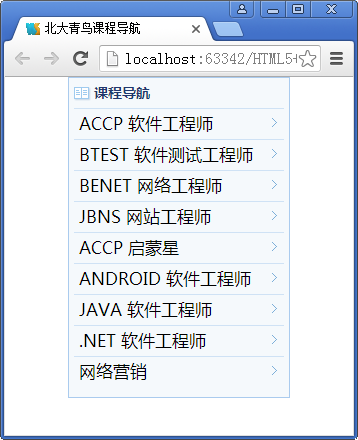 北大青鸟课程导航
localhost:63342/HTML5+
课程导航
ACCP 软件工程师
BTEST 软件测试工程师
BENET 网络工程师
JBNS 网站工程师
ACCP 启蒙星
ANDROID 软件工程师
JAVA 软件工程师
.NET 软件工程师
网络营销